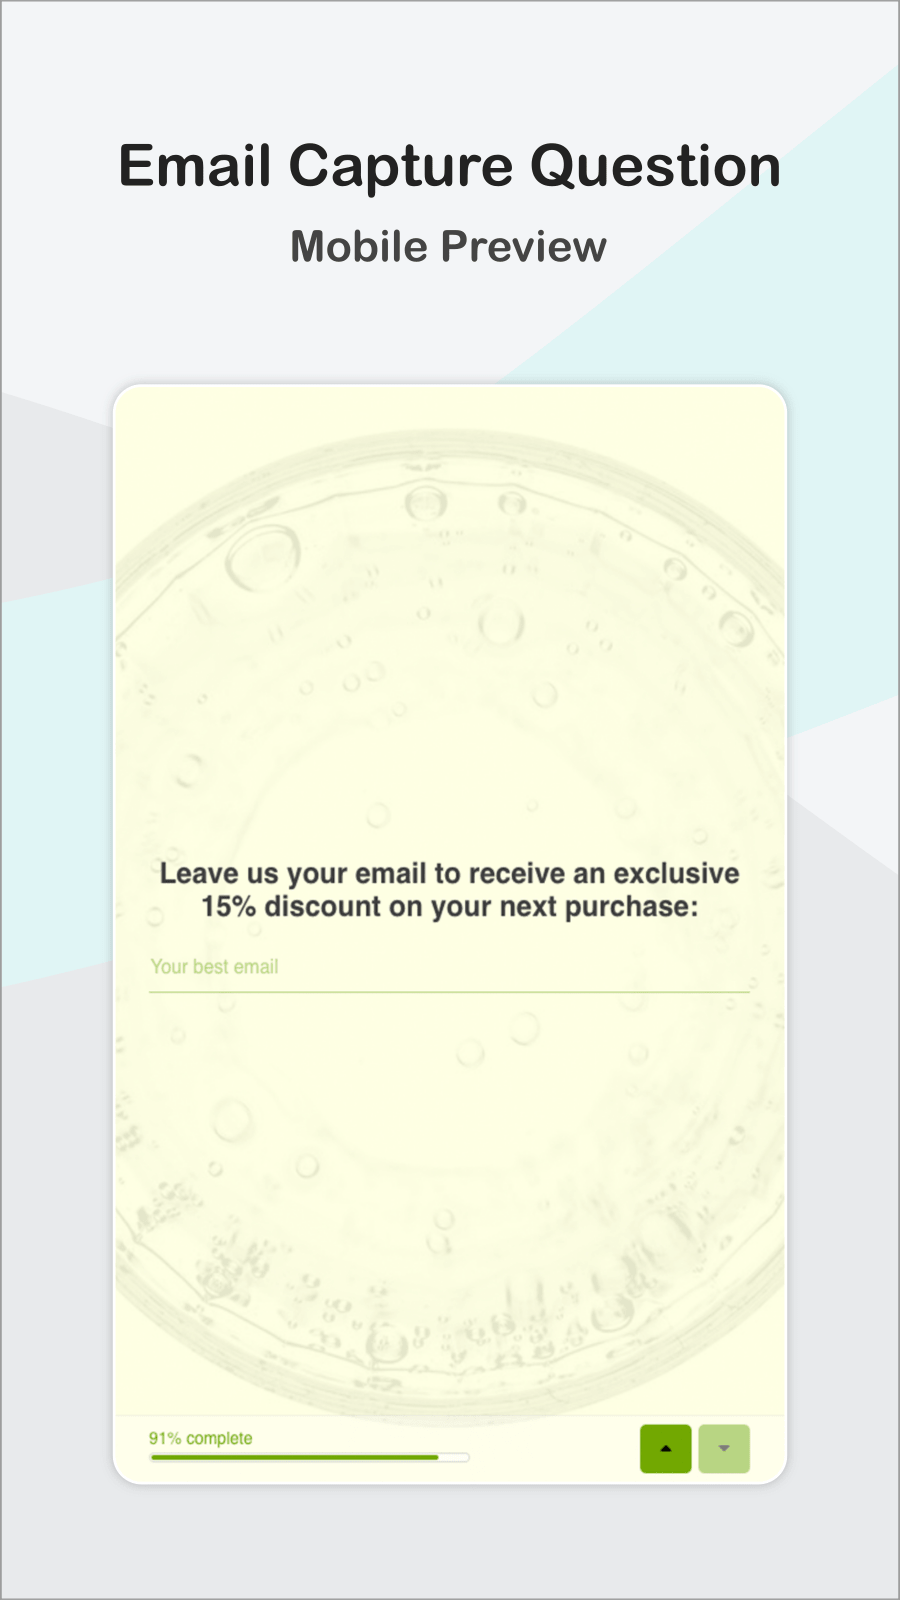 Email Capture Question
Mobile Preview
Leave us your email to receive an exclusive
15% discount on your next purchase:
Your best email
91% complete